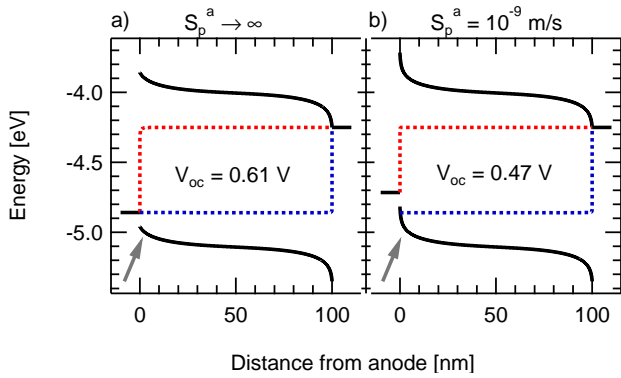 a) S_p^a → ∞
b) S_p^a = 10^-9 m/s
Energy [eV]
-4.0
-4.5
-5.0
V_oc = 0.61 V
V_oc = 0.47 V
0 50 100
0 50 100
Distance from anode [nm]